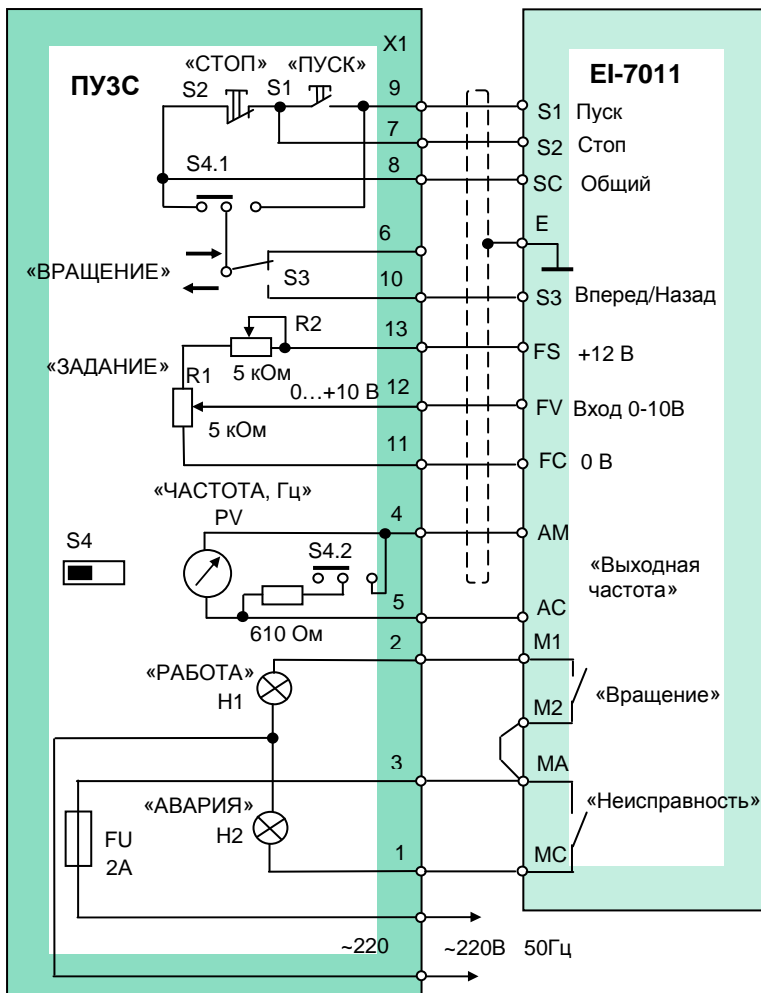 X1
ПУ3С
«СТОП»
«ПУСК»
S2
S1
9
7
8
S4.1
6
«ВРАЩЕНИЕ»
S3
10
R2
13
«ЗАДАНИЕ»
R1
5 кОм
0…+10 В
12
5 кОм
11
«ЧАСТОТА, Гц»
PV
4
S4
S4.2
5
610 Ом
2
«РАБОТА»
H1
3
«АВАРИЯ»
H2
FU
2А
1
~220
~220В 50Гц
EI-7011
S1 Пуск
S2 Стоп
SC Общий
E
S3 Вперед/Назад
FS +12 В
FV Вход 0-10В
FC 0 В
AM
«Выходная
частота»
AC
M1
«Вращение»
M2
MA
«Неисправность»
MC